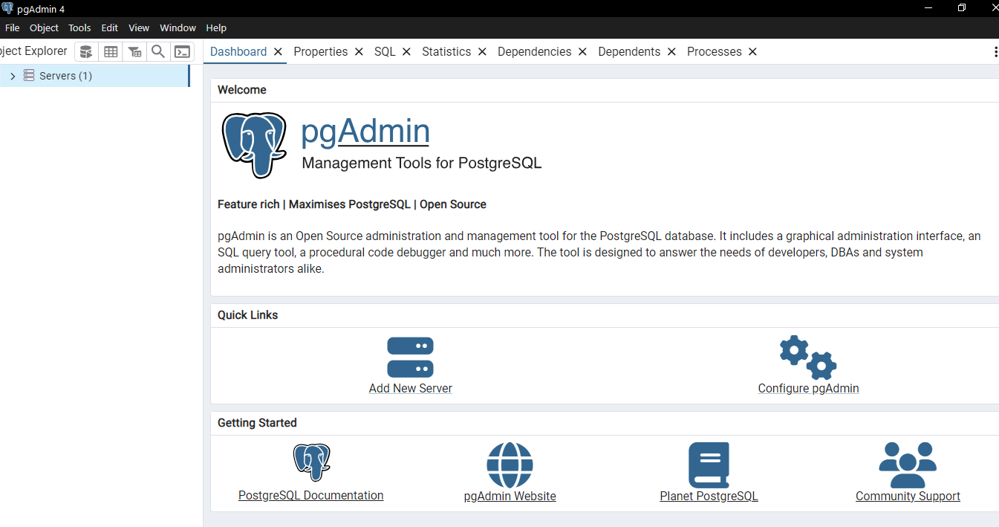 pgAdmin 4
File Object Tools Edit View Window Help
bject Explorer
Dashboard Properties SQL Statistics Dependencies Dependents Processes
Servers (1)
Welcome
pgAdmin
Management Tools for PostgreSQL
Feature rich | Maximises PostgreSQL | Open Source
pgAdmin is an Open Source administration and management tool for the PostgreSQL database. It includes a graphical administration interface, an
SQL query tool, a procedural code debugger and much more. The tool is designed to answer the needs of developers, DBAs and system
administrators alike.
Quick Links
Add New Server
Configure pgAdmin
Getting Started
PostgreSQL Documentation
pgAdmin Website
Planet PostgreSQL
Community Support